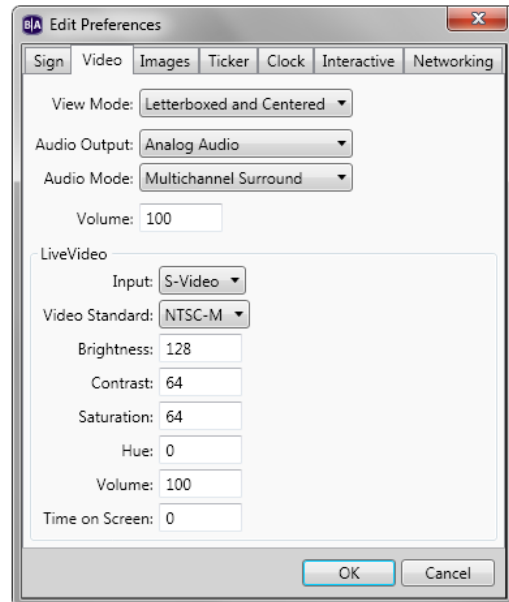 B|A Edit Preferences
Sign Video Images Ticker Clock Interactive Networking
View Mode: Letterboxed and Centered
Audio Output: Analog Audio
Audio Mode: Multichannel Surround
Volume: 100
LiveVideo
Input: S-Video
Video Standard: NTSC-M
Brightness: 128
Contrast: 64
Saturation: 64
Hue: 0
Volume: 100
Time on Screen: 0
OK Cancel